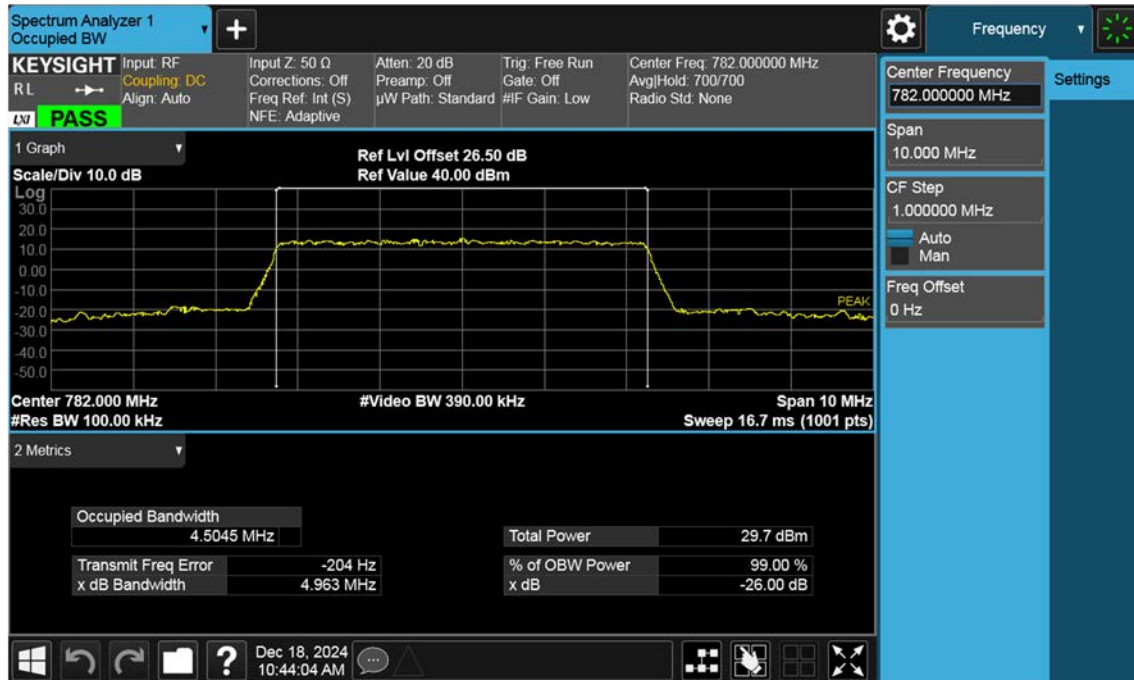 Spectrum Analyzer 1
Occupied BW
+
Frequency
KEYSIGHT
RL
LXI PASS
Input: RF
Coupling: DC
Align: Auto
Input Z: 50 Ω
Corrections: Off
Freq Ref: Int (S)
NFE: Adaptive
Atten: 20 dB
Preamp: Off
µW Path: Standard
Trig: Free Run
Gate: Off
#IF Gain: Low
Center Freq: 782.000000 MHz
Avg|Hold: 700/700
Radio Std: None
Center Frequency
782.000000 MHz
Settings
Span
10.000 MHz
CF Step
1.000000 MHz
Auto
Man
Freq Offset
0 Hz
1 Graph
Scale/Div 10.0 dB
Ref Lvl Offset 26.50 dB
Ref Value 40.00 dBm
Log
30.0
20.0
10.0
0.00
-10.0
-20.0
-30.0
-40.0
-50.0
PEAK
Center 782.000 MHz
#Res BW 100.00 kHz
#Video BW 390.00 kHz
Span 10 MHz
Sweep 16.7 ms (1001 pts)
2 Metrics
Occupied Bandwidth
4.5045 MHz
Total Power 29.7 dBm
Transmit Freq Error -204 Hz
% of OBW Power 99.00 %
x dB Bandwidth 4.963 MHz
x dB -26.00 dB
?
Dec 18, 2024
10:44:04 AM